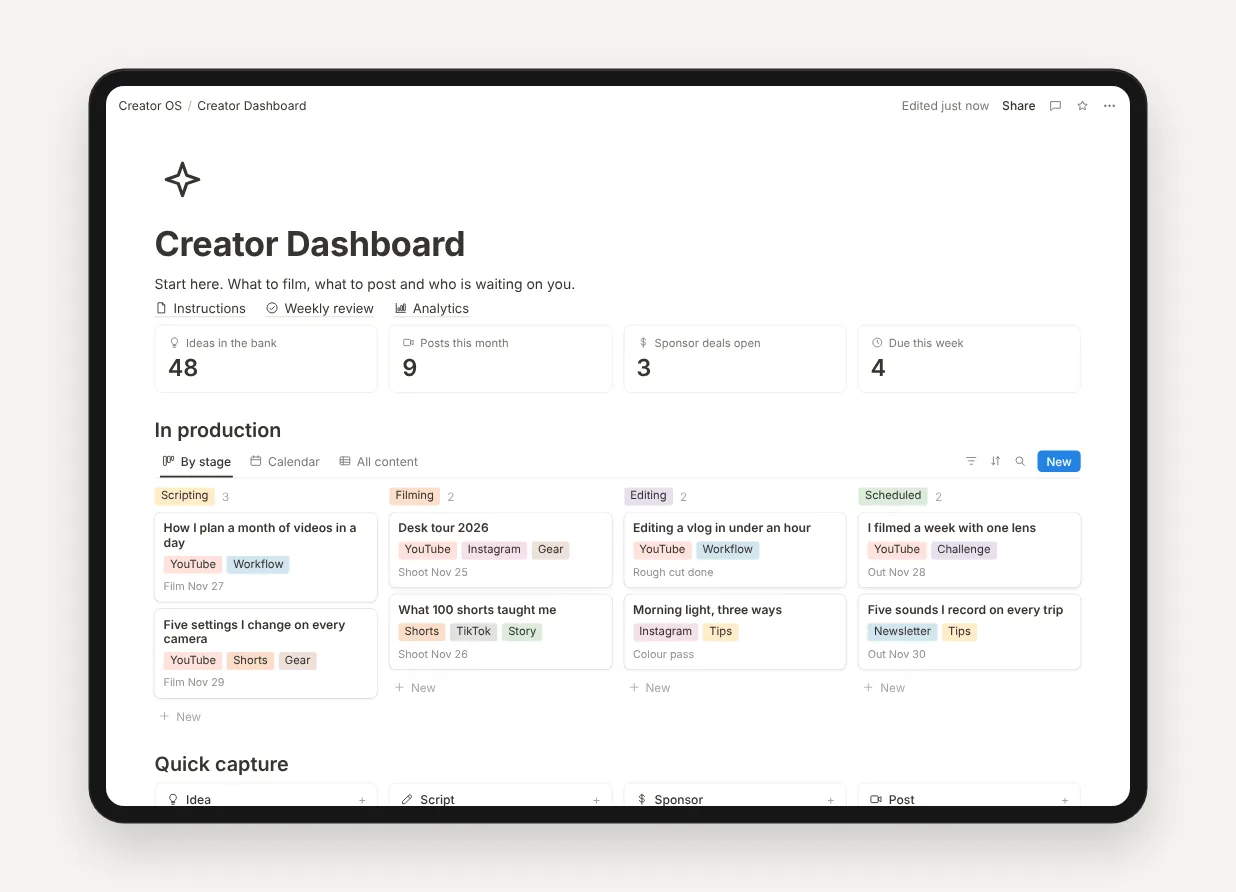 Creator OS / Creator Dashboard
Edited just now Share
Creator Dashboard
Start here. What to film, what to post and who is waiting on you.
Instructions Weekly review Analytics
Ideas in the bank
48
Posts this month
9
Sponsor deals open
3
Due this week
4
In production
By stage Calendar All content
New
Scripting 3
How I plan a month of videos in a
day
YouTube Workflow
Film Nov 27
Five settings I change on every
camera
YouTube Shorts Gear
Film Nov 29
+ New
Filming 2
Desk tour 2026
YouTube Instagram Gear
Shoot Nov 25
What 100 shorts taught me
Shorts TikTok Story
Shoot Nov 26
+ New
Editing 2
Editing a vlog in under an hour
YouTube Workflow
Rough cut done
Morning light, three ways
Instagram Tips
Colour pass
+ New
Scheduled 2
I filmed a week with one lens
YouTube Challenge
Out Nov 28
Five sounds I record on every trip
Newsletter Tips
Out Nov 30
+ New
Quick capture
Idea +
Script +
Sponsor +
Post +